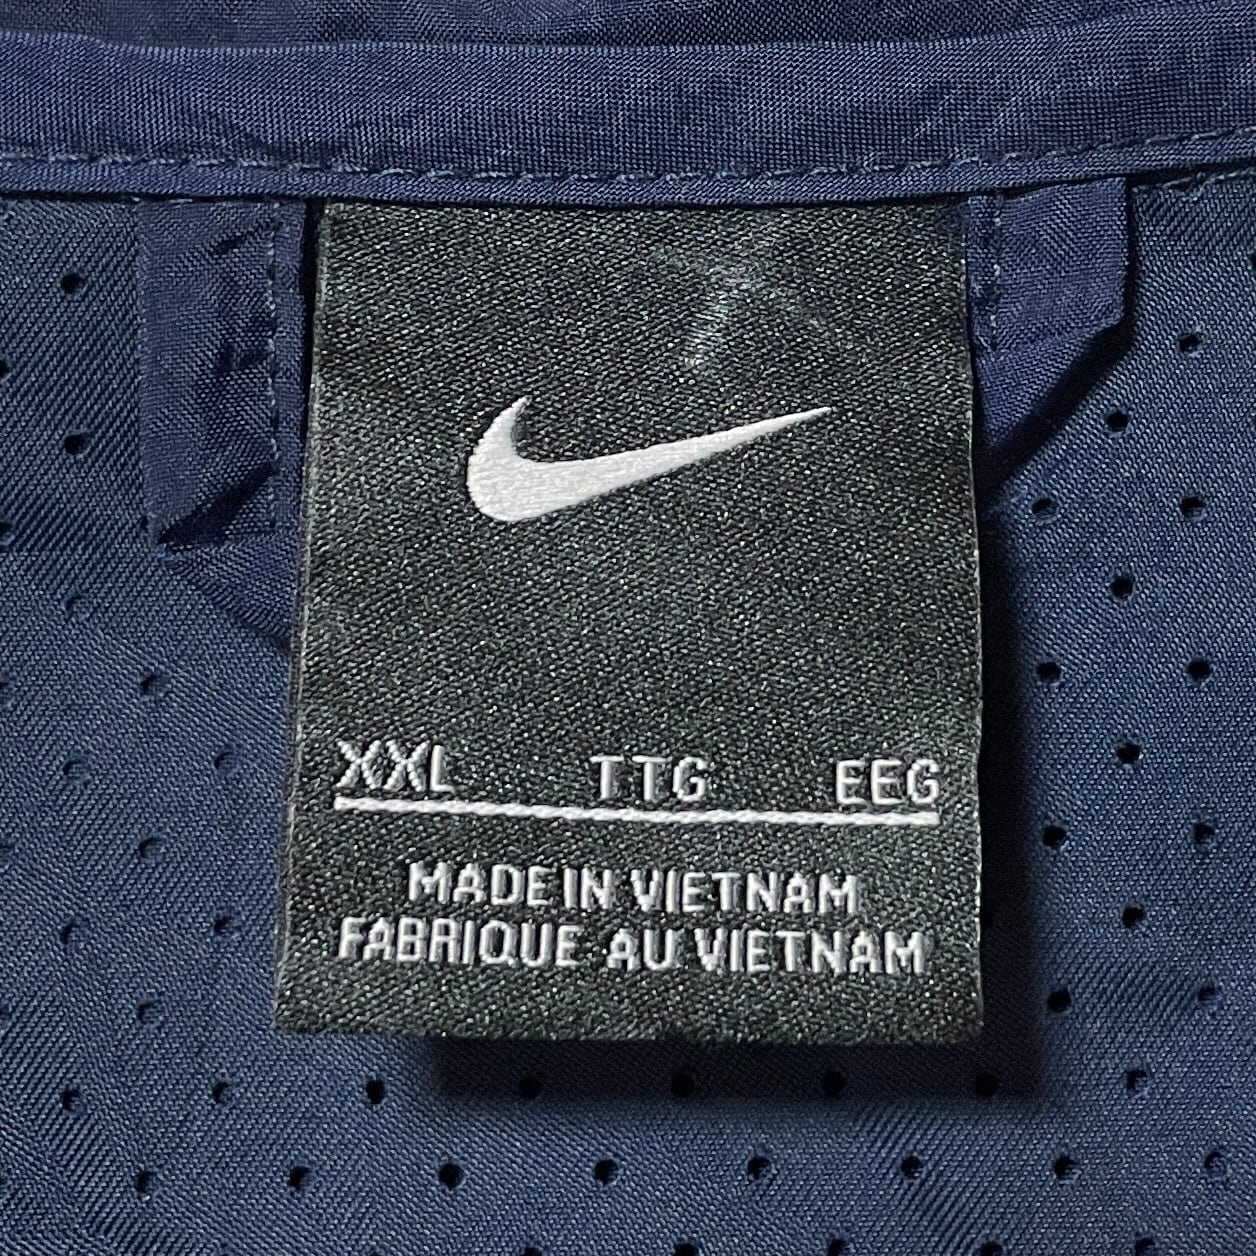 XXL TTG EEG
MADE IN VIETNAM
FABRIQUE AU VIETNAM